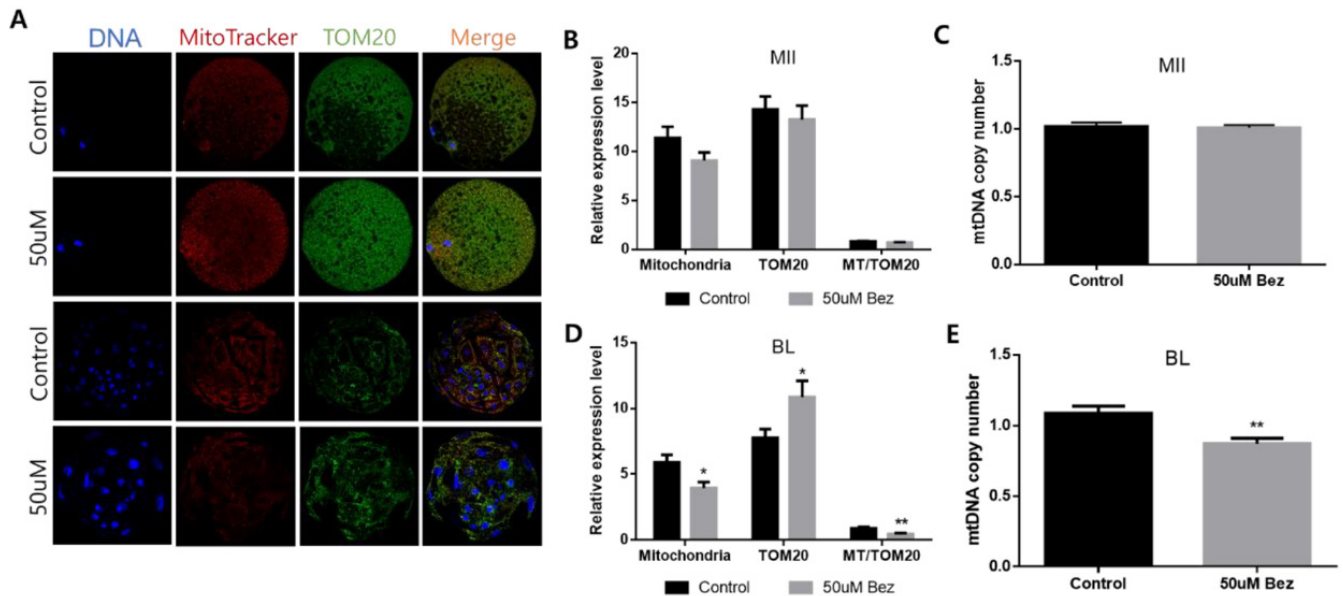 A
DNA MitoTracker TOM20 Merge
Control
50uM
Control
50uM
B
MII
Relative expression level
20
15
10
5
0
Mitochondria TOM20 MT/TOM20
Control 50uM Bez
C
MII
mtDNA copy number
1.5
1.0
0.5
0.0
Control 50uM Bez
D
BL
Relative expression level
15
10
5
0
*
*
**
Mitochondria TOM20 MT/TOM20
Control 50uM Bez
E
BL
mtDNA copy number
1.5
1.0
0.5
0.0
**
Control 50uM Bez